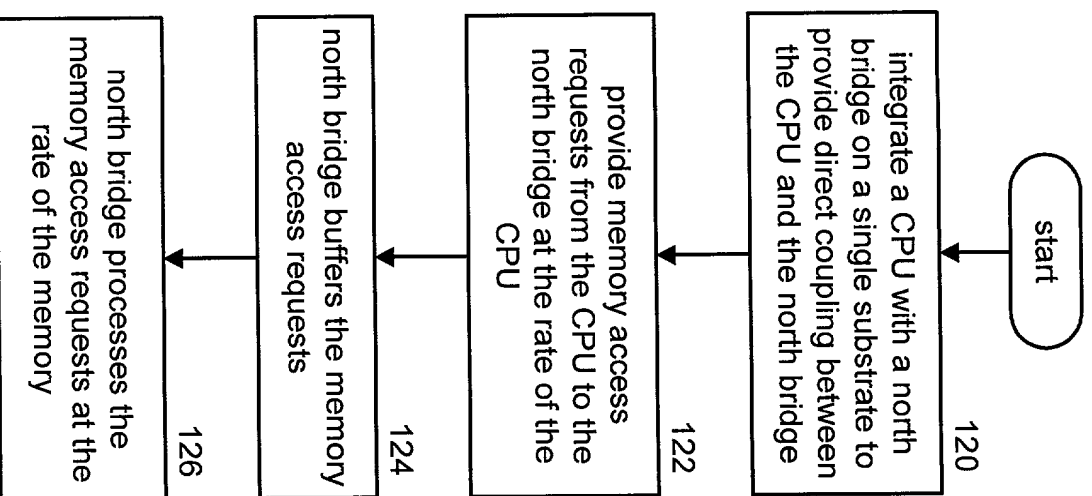 start
120
integrate a CPU with a north
bridge on a single substrate to
provide direct coupling between
the CPU and the north bridge
122
provide memory access
requests from the CPU to the
north bridge at the rate of the
CPU
124
north bridge buffers the memory
access requests
126
north bridge processes the
memory access requests at the
rate of the memory